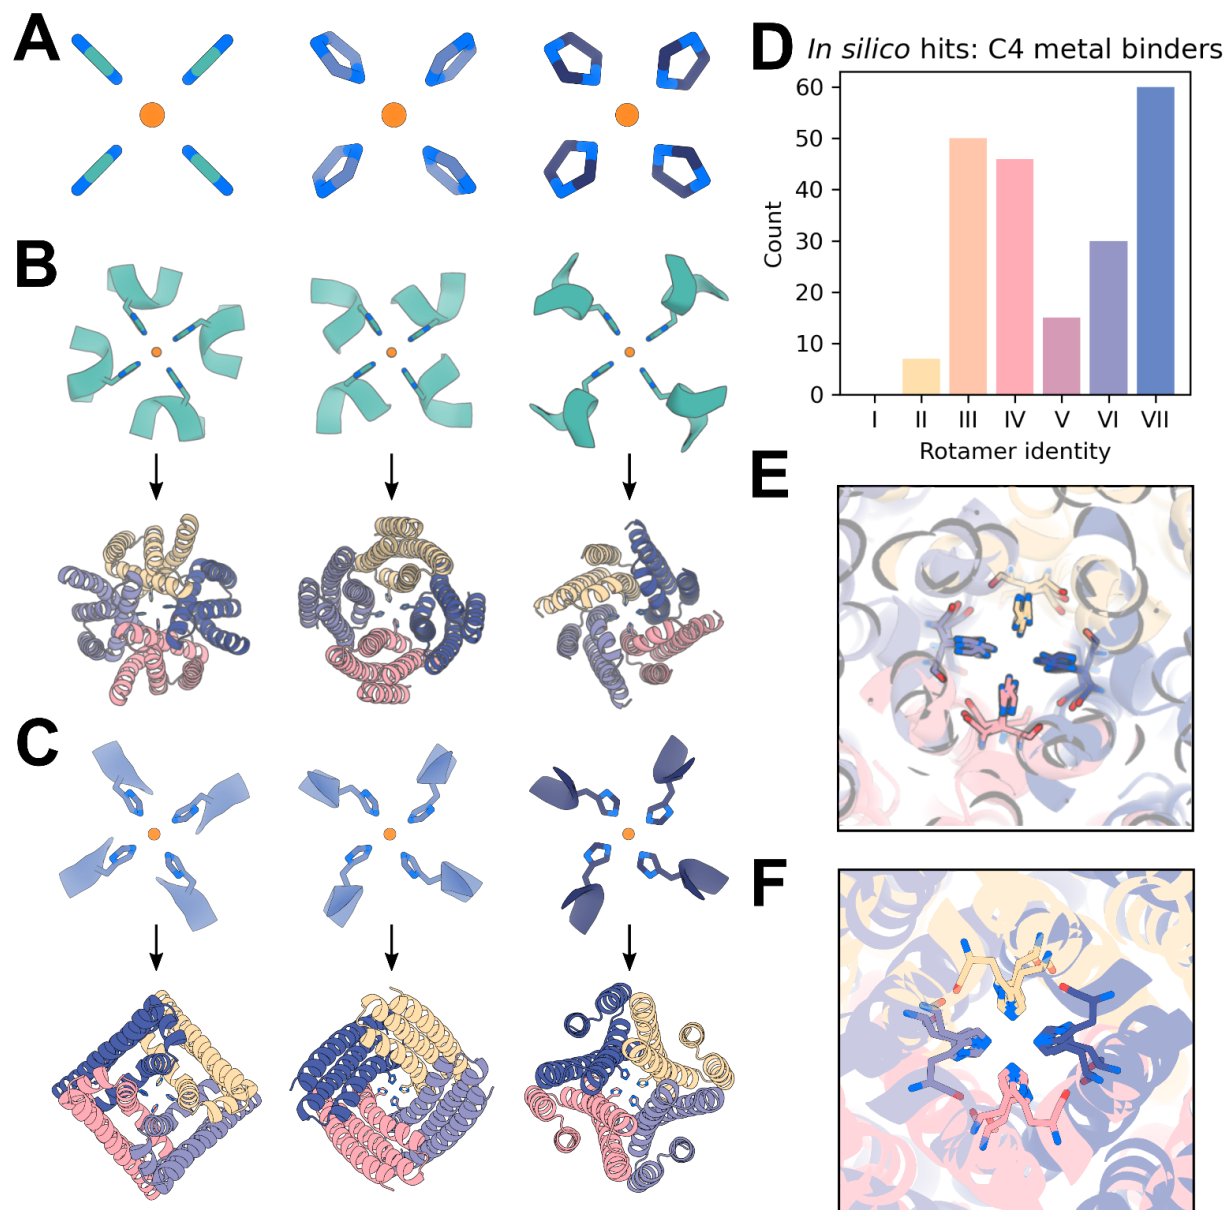 A
B
C
D
In silico hits: C4 metal binders
60
50
40
30
20
10
0
Count
I II III IV V VI VII
Rotamer identity
E
F